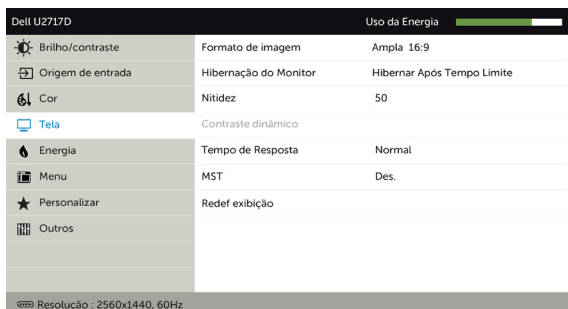 Dell U2717D Uso da Energia
Brilho/contraste Formato de imagem Ampla 16:9
Origem de entrada Hibernação do Monitor Hibernar Após Tempo Limite
Cor Nitidez 50
Tela Contraste dinâmico
Energia Tempo de Resposta Normal
Menu MST Des.
Personalizar Redef exibição
Outros
Resolução : 2560x1440, 60Hz